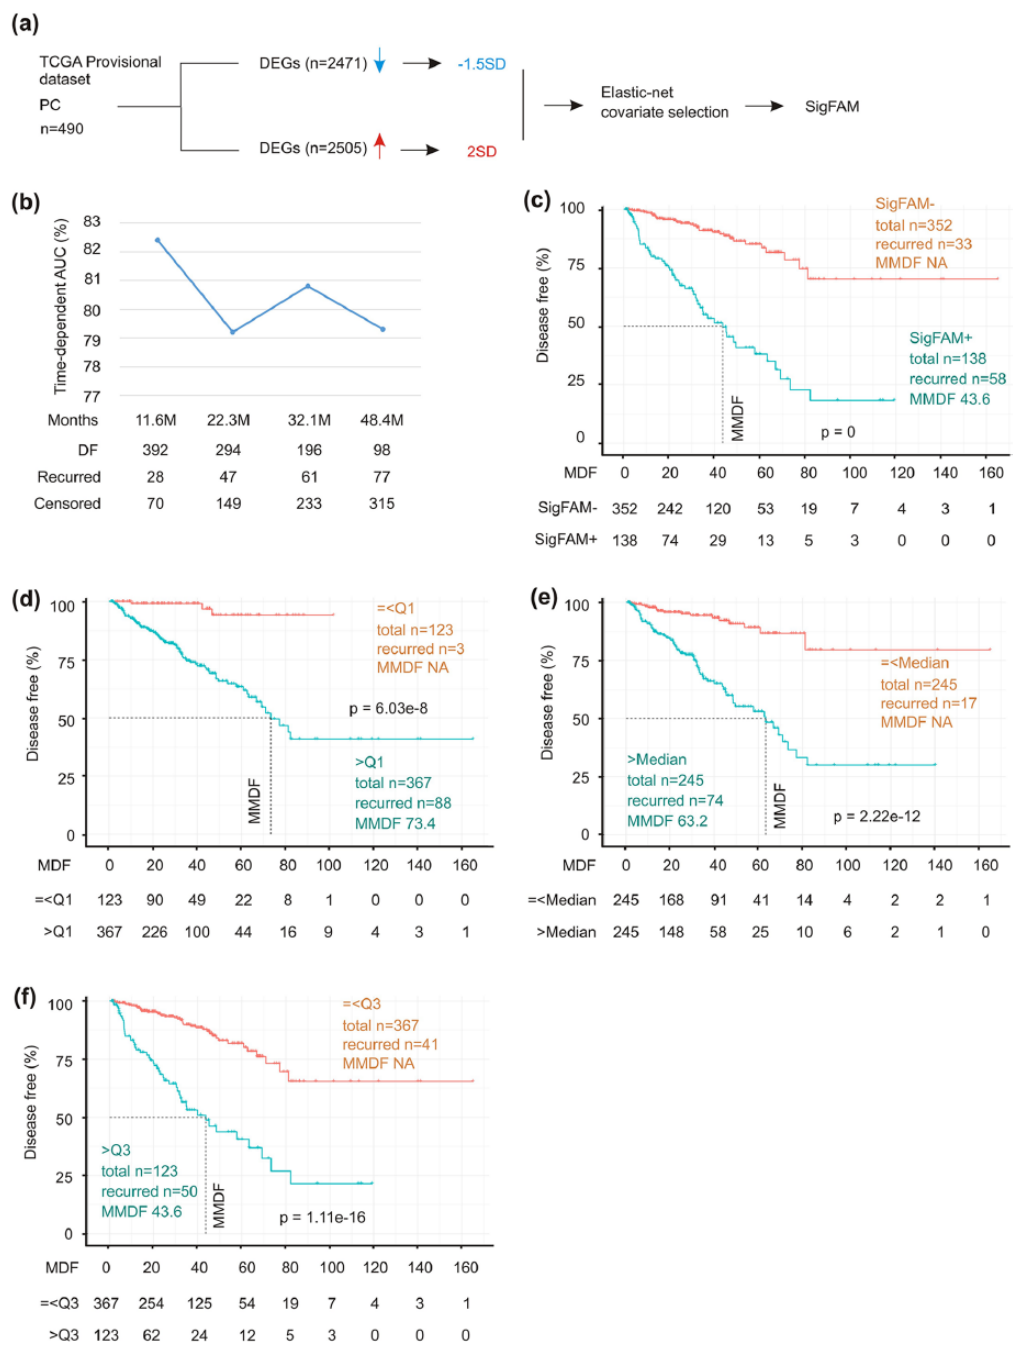 (a)
TCGA Provisional
dataset
PC
n=490
DEGs (n=2471)
-1.5SD
DEGs (n=2505)
2SD
Elastic-net
covariate selection
SigFAM
(b)
Time-dependent AUC (%)
83
82
81
80
79
78
77
Months 11.6M 22.3M 32.1M 48.4M
DF 392 294 196 98
Recurred 28 47 61 77
Censored 70 149 233 315
(c)
Disease free (%)
100
75
50
25
0
SigFAM-
total n=352
recurred n=33
MMDF NA
SigFAM+
total n=138
recurred n=58
MMDF 43.6
MMDF
p = 0
MDF 0 20 40 60 80 100 120 140 160
SigFAM- 352 242 120 53 19 7 4 3 1
SigFAM+ 138 74 29 13 5 3 0 0 0
(d)
Disease free (%)
100
75
50
25
0
=<Q1
total n=123
recurred n=3
MMDF NA
p = 6.03e-8
>Q1
total n=367
recurred n=88
MMDF 73.4
MMDF
MDF 0 20 40 60 80 100 120 140 160
=<Q1 123 90 49 22 8 1 0 0 0
>Q1 367 226 100 44 16 9 4 3 1
(e)
Disease free (%)
100
75
50
25
0
=<Median
total n=245
recurred n=17
MMDF NA
>Median
total n=245
recurred n=74
MMDF 63.2
MMDF
p = 2.22e-12
MDF 0 20 40 60 80 100 120 140 160
=<Median 245 168 91 41 14 4 2 2 1
>Median 245 148 58 25 10 6 2 1 0
(f)
Disease free (%)
100
75
50
25
0
=<Q3
total n=367
recurred n=41
MMDF NA
>Q3
total n=123
recurred n=50
MMDF 43.6
MMDF
p = 1.11e-16
MDF 0 20 40 60 80 100 120 140 160
=<Q3 367 254 125 54 19 7 4 3 1
>Q3 123 62 24 12 5 3 0 0 0